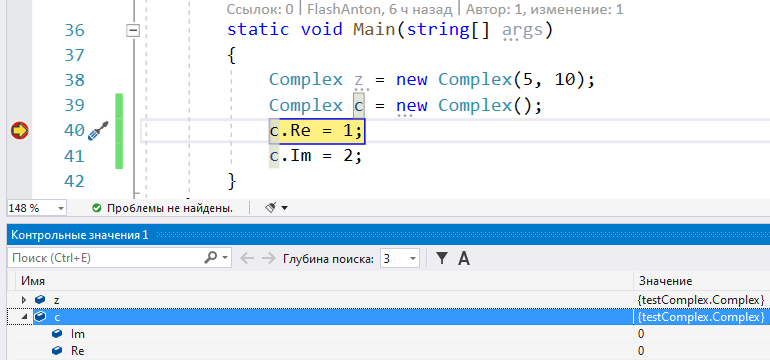 Ссылок: 0 | FlashAnton, 6 ч назад | Автор: 1, изменение: 1
36 static void Main(string[] args)
37 {
38 Complex z = new Complex(5, 10);
39 Complex c = new Complex();
40 c.Re = 1;
41 c.Im = 2;
42 }
148 % Проблемы не найдены.
Контрольные значения 1
Поиск (Ctrl+E) Глубина поиска: 3 A
Имя Значение
z {testComplex.Complex}
c {testComplex.Complex}
Im 0
Re 0